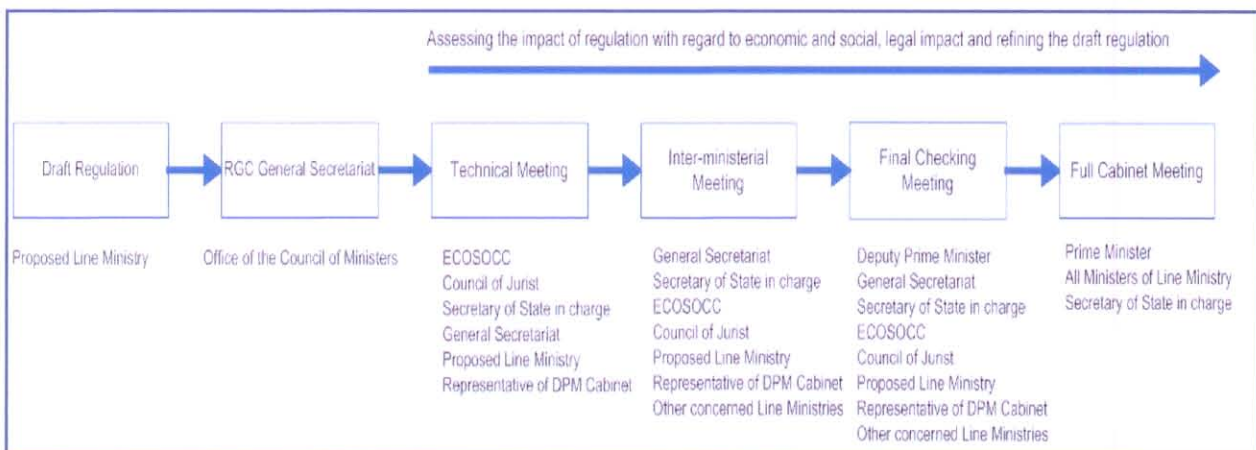 Assessing the impact of regulation with regard to economic and social, legal impact and refining the draft regulation
Draft Regulation
RGC General Secretariat
Technical Meeting
Inter-ministerial
Meeting
Final Checking
Meeting
Full Cabinet Meeting
Proposed Line Ministry
Office of the Council of Ministers
ECOSOCC
Council of Jurist
Secretary of State in charge
General Secretariat
Proposed Line Ministry
Representative of DPM Cabinet
General Secretariat
Secretary of State in charge
ECOSOCC
Council of Jurist
Proposed Line Ministry
Representative of DPM Cabinet
Other concerned Line Ministries
Deputy Prime Minister
General Secretariat
Secretary of State in charge
ECOSOCC
Council of Jurist
Proposed Line Ministry
Representative of DPM Cabinet
Other concerned Line Ministries
Prime Minister
All Ministers of Line Ministry
Secretary of State in charge